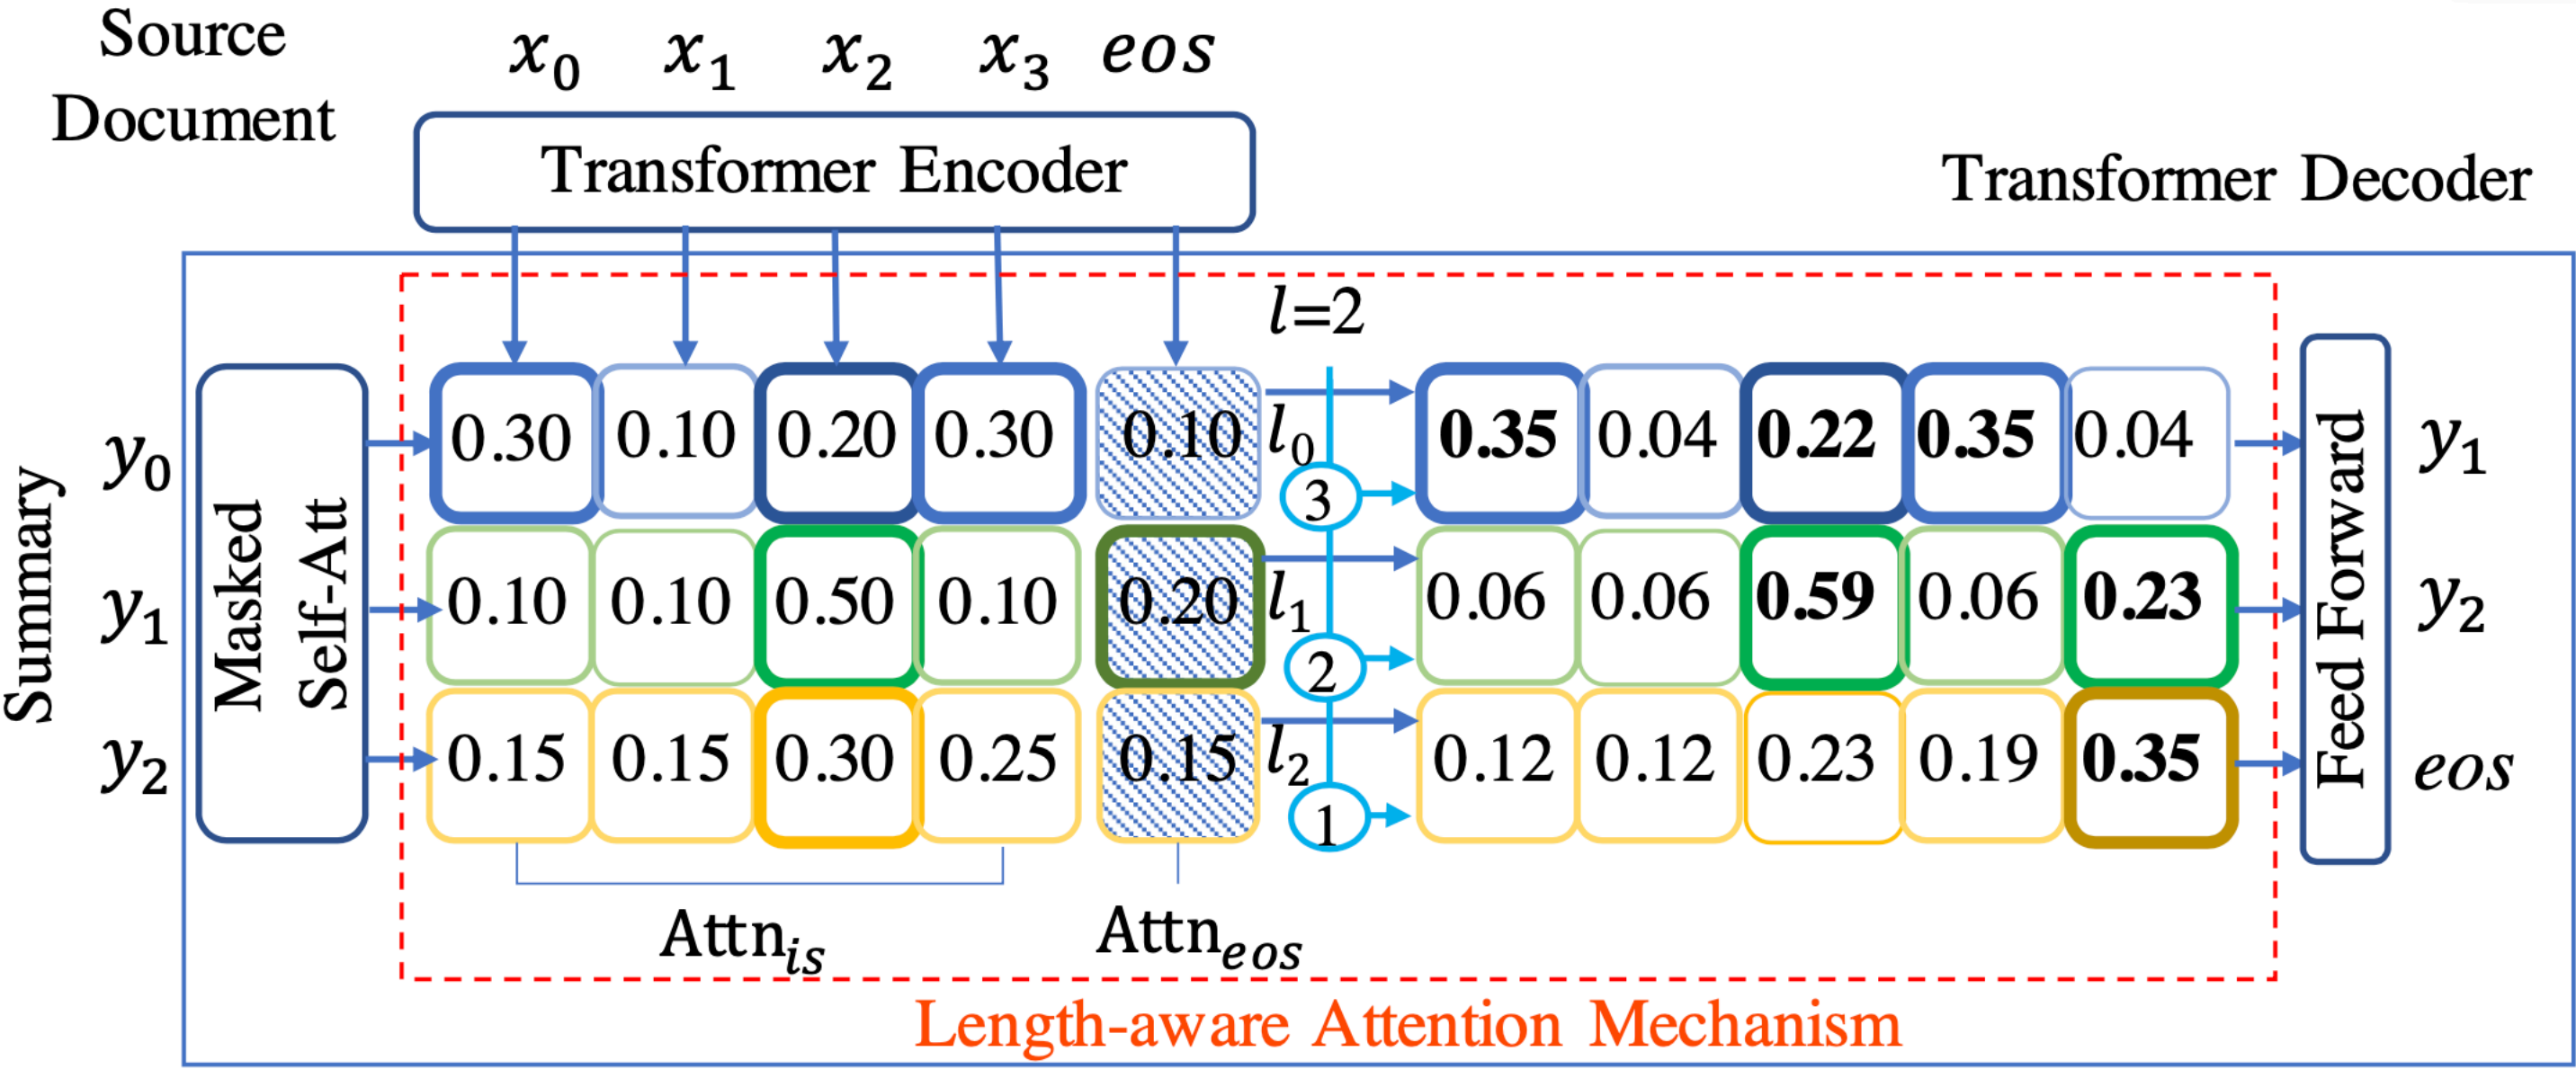 Source
Document
x₀ x₁ x₂ x₃ eos
Transformer Encoder
Transformer Decoder
l=2
Summary
y₀
y₁
y₂
Masked
Self-Att
0.30 0.10 0.20 0.30 0.10 l₀ 3 0.35 0.04 0.22 0.35 0.04
0.10 0.10 0.50 0.10 0.20 l₁ 2 0.06 0.06 0.59 0.06 0.23
0.15 0.15 0.30 0.25 0.15 l₂ 1 0.12 0.12 0.23 0.19 0.35
Feed Forward
y₁
y₂
eos
Attnᵢₛ Attnₑₒₛ
Length-aware Attention Mechanism